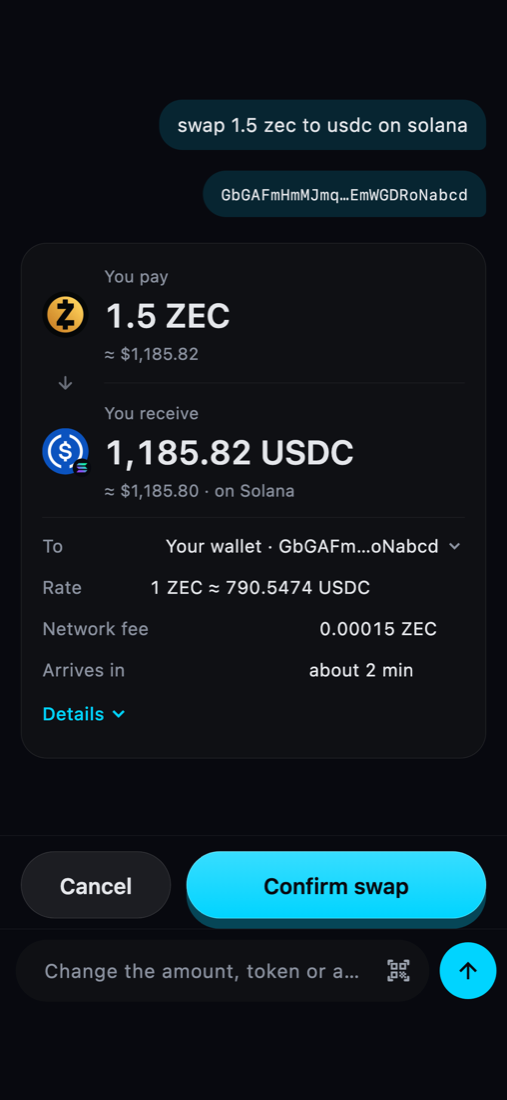 swap 1.5 zec to usdc on solana
GbGAFmHmMJmq…EmWGDRoNabcd
You pay
1.5 ZEC
≈ $1,185.82
You receive
1,185.82 USDC
≈ $1,185.80 · on Solana
To Your wallet · GbGAFm…oNabcd
Rate 1 ZEC ≈ 790.5474 USDC
Network fee 0.00015 ZEC
Arrives in about 2 min
Details
Cancel Confirm swap
Change the amount, token or a…